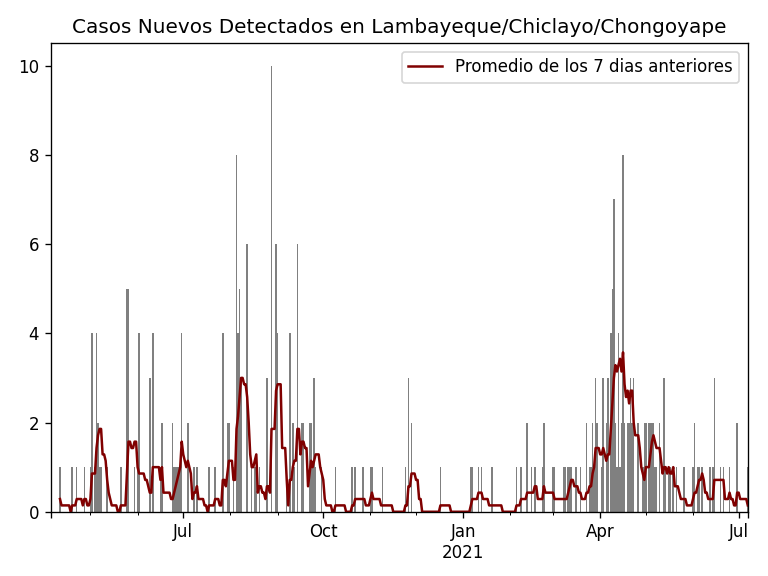 Casos Nuevos Detectados en Lambayeque/Chiclayo/Chongoyape
Promedio de los 7 dias anteriores
10
8
6
4
2
0
Jul
Oct
Jan
2021
Apr
Jul